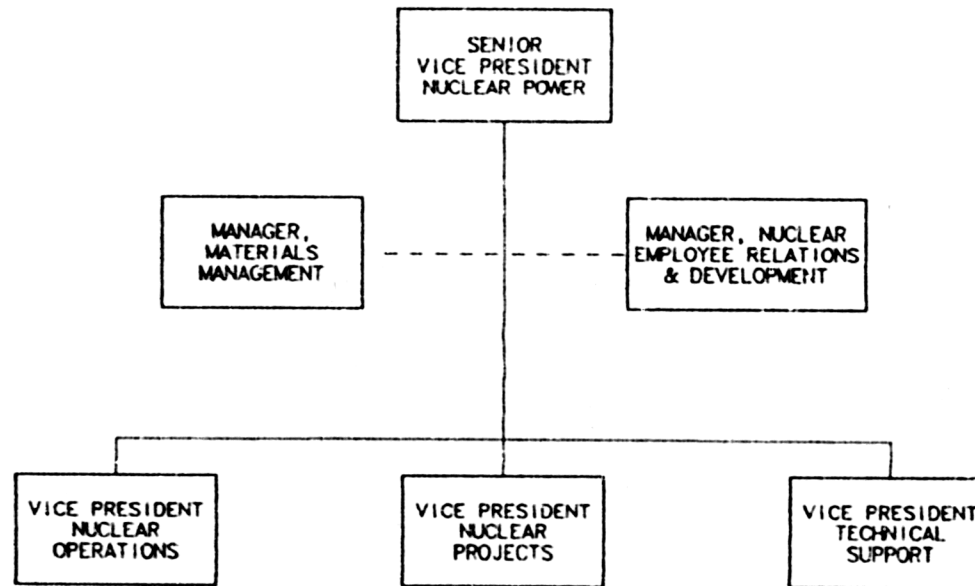 SENIOR
VICE PRESIDENT
NUCLEAR POWER
MANAGER,
MATERIALS
MANAGEMENT
MANAGER, NUCLEAR
EMPLOYEE RELATIONS
& DEVELOPMENT
VICE PRESIDENT
NUCLEAR
OPERATIONS
VICE PRESIDENT
NUCLEAR
PROJECTS
VICE PRESIDENT
TECHNICAL
SUPPORT